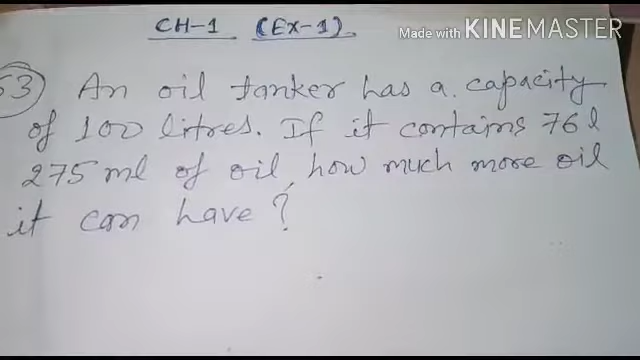 CH-1 (EX-1).
Made with KINEMASTER
53) An oil tanker has a capacity
of 100 litres. If it contains 76 l
275 ml of oil, how much more oil
it can have?